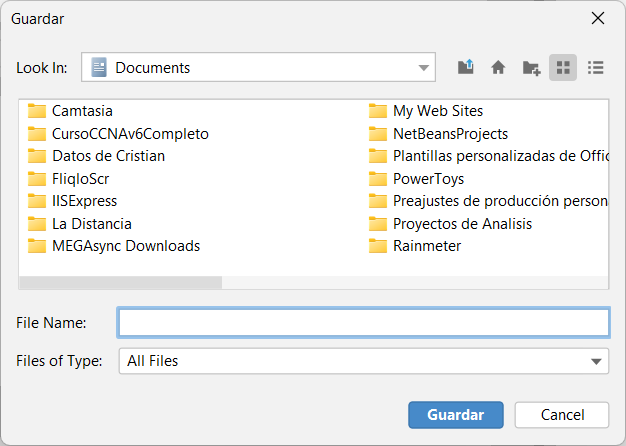 Guardar
Look In:
Documents
Camtasia
CursoCCNAv6Completo
Datos de Cristian
FliqloScr
IISExpress
La Distancia
MEGAsync Downloads
My Web Sites
NetBeansProjects
Plantillas personalizadas de Offic
PowerToys
Preajustes de producción persona
Proyectos de Analisis
Rainmeter
File Name:
Files of Type:
All Files
Guardar
Cancel